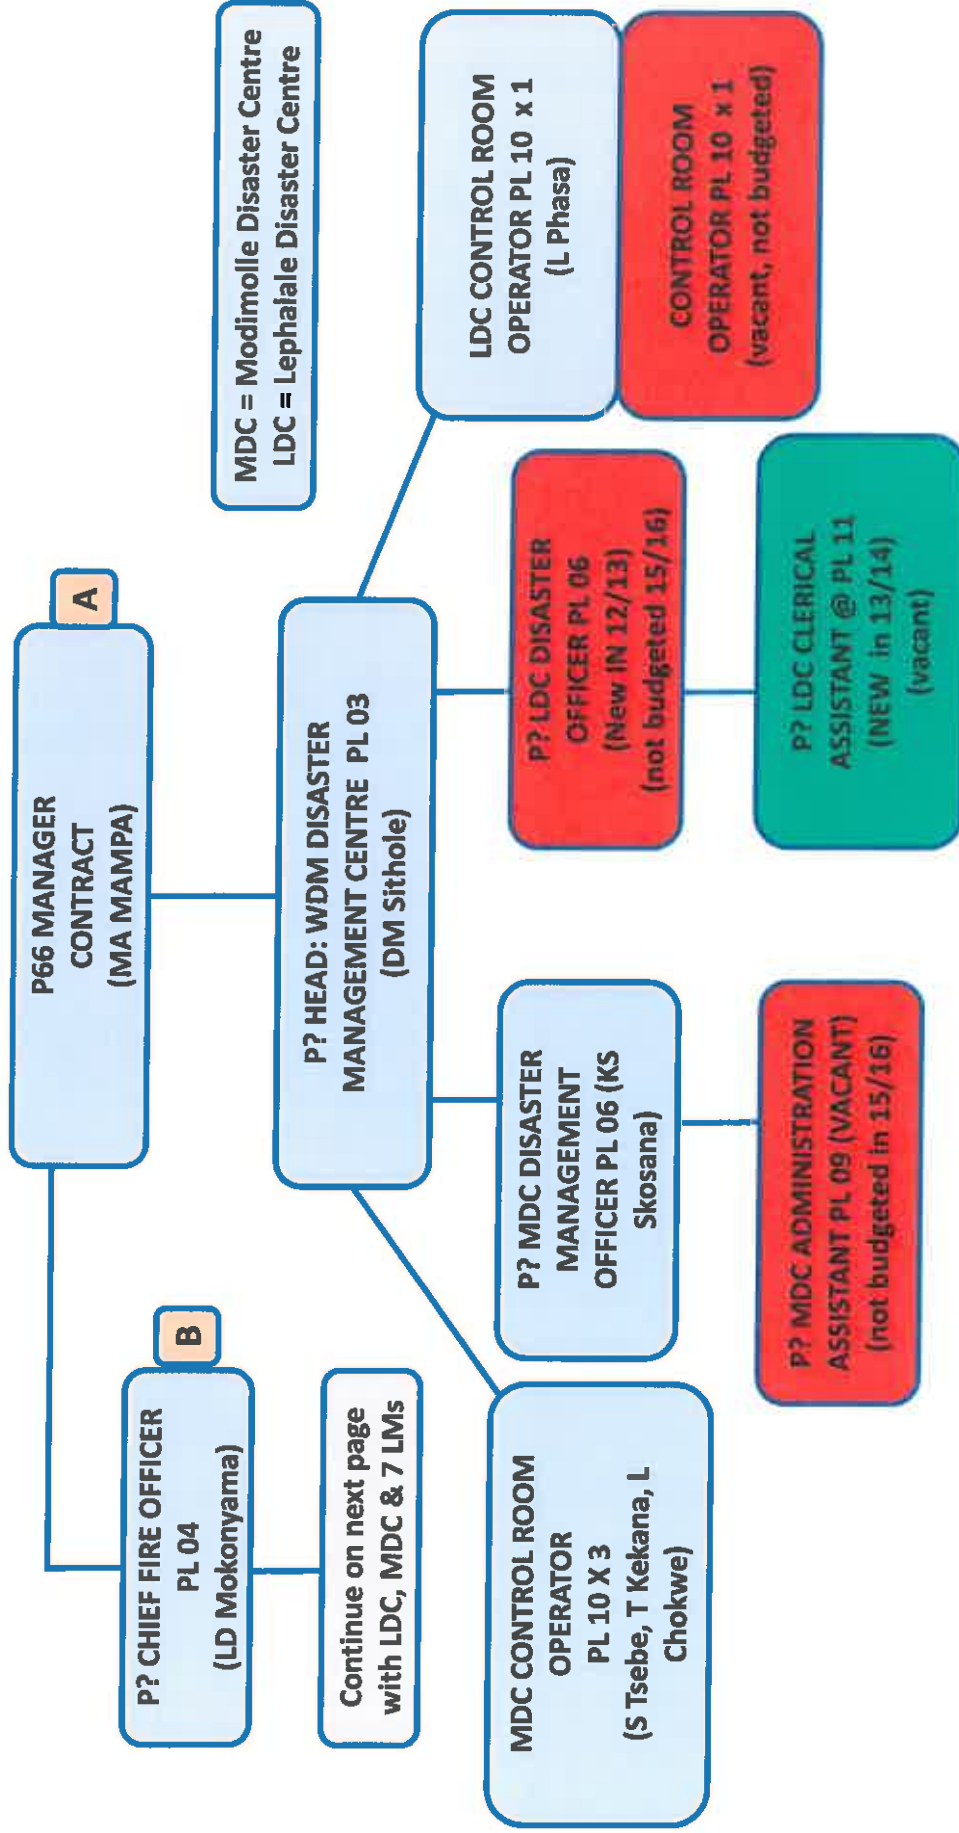 P66 MANAGER
CONTRACT
(MA MAMPA)
A
MDC = Modimolle Disaster Centre
LDC = Lephalale Disaster Centre
P? CHIEF FIRE OFFICER
PL 04
(LD Mokonyama)
B
Continue on next page
with LDC, MDC & 7 LMs
P? HEAD: WDM DISASTER
MANAGEMENT CENTRE PL 03
(DM Sithole)
MDC CONTROL ROOM
OPERATOR
PL 10 X 3
(S Tsebe, T Kekana, L
Chokwe)
P? MDC DISASTER
MANAGEMENT
OFFICER PL 06 (KS
Skosana)
P? LDC DISASTER
OFFICER PL 06
(New IN 12/13)
(not budgeted 15/16)
LDC CONTROL ROOM
OPERATOR PL 10 x 1
(L Phasa)
CONTROL ROOM
OPERATOR PL 10 x 1
(vacant, not budgeted)
P? MDC ADMINISTRATION
ASSISTANT PL 09 (VACANT)
(not budgeted in 15/16)
P? LDC CLERICAL
ASSISTANT @ PL 11
(NEW in 13/14)
(vacant)